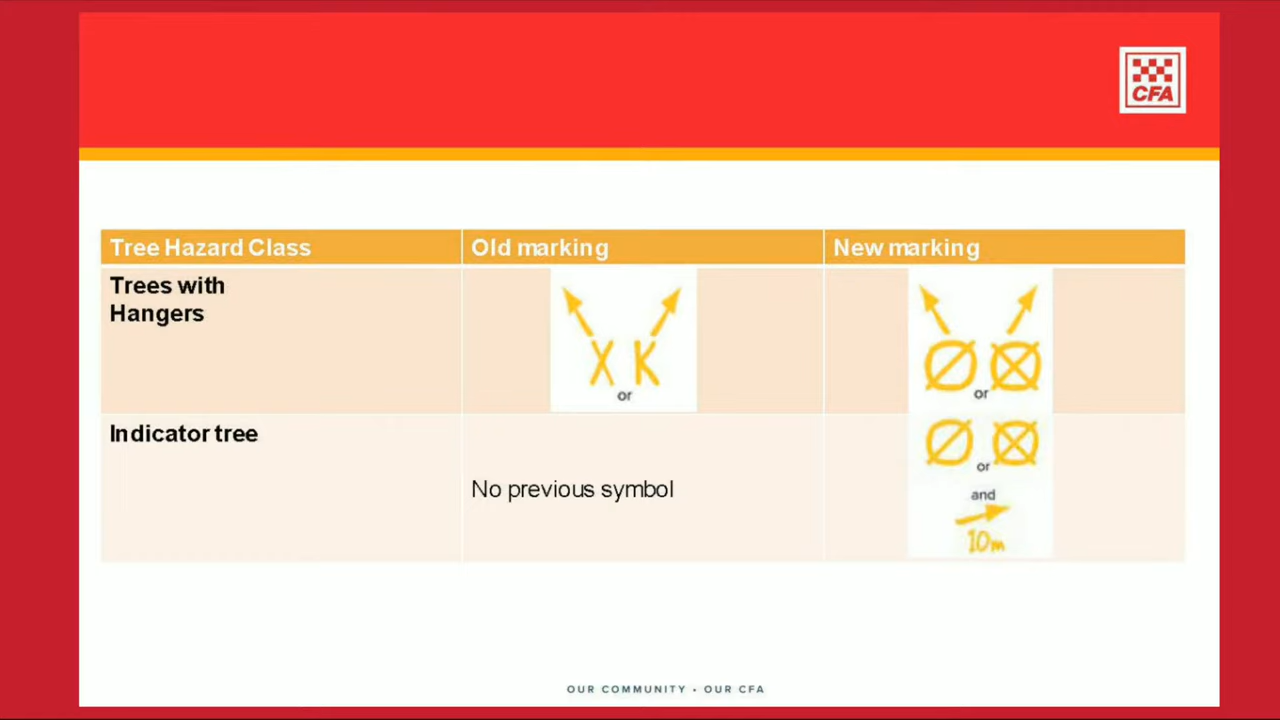 CFA
Tree Hazard Class
Old marking
New marking
Trees with
Hangers
X K
or
or
Indicator tree
No previous symbol
or
and
10m
OUR COMMUNITY • OUR CFA